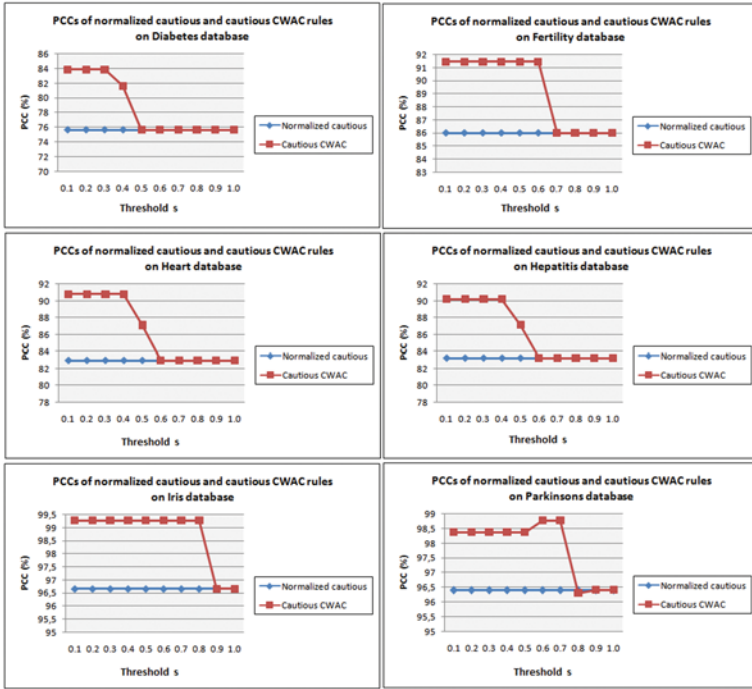 PCCs of normalized cautious and cautious CWAC rules
on Diabetes database
86
84
82
80
78
76
74
72
70
PCC (%)
0.1 0.2 0.3 0.4 0.5 0.6 0.7 0.8 0.9 1.0
Threshold s
Normalized cautious
Cautious CWAC
PCCs of normalized cautious and cautious CWAC rules
on Fertility database
92
91
90
89
88
87
86
85
84
83
PCC (%)
0.1 0.2 0.3 0.4 0.5 0.6 0.7 0.8 0.9 1.0
Threshold s
Normalized cautious
Cautious CWAC
PCCs of normalized cautious and cautious CWAC rules
on Heart database
92
90
88
86
84
82
80
78
PCC (%)
0.1 0.2 0.3 0.4 0.5 0.6 0.7 0.8 0.9 1.0
Threshold s
Normalized cautious
Cautious CWAC
PCCs of normalized cautious and cautious CWAC rules
on Hepatitis database
92
90
88
86
84
82
80
78
PCC (%)
0.1 0.2 0.3 0.4 0.5 0.6 0.7 0.8 0.9 1.0
Threshold s
Normalized cautious
Cautious CWAC
PCCs of normalized cautious and cautious CWAC rules
on Iris database
99,5
99
98,5
98
97,5
97
96,5
96
95,5
95
PCC (%)
0.1 0.2 0.3 0.4 0.5 0.6 0.7 0.8 0.9 1.0
Threshold s
Normalized cautious
Cautious CWAC
PCCs of normalized cautious and cautious CWAC rules
on Parkinsons database
99
98,5
98
97,5
97
96,5
96
95,5
95
PCC (%)
0.1 0.2 0.3 0.4 0.5 0.6 0.7 0.8 0.9 1.0
Threshold s
Normalized cautious
Cautious CWAC